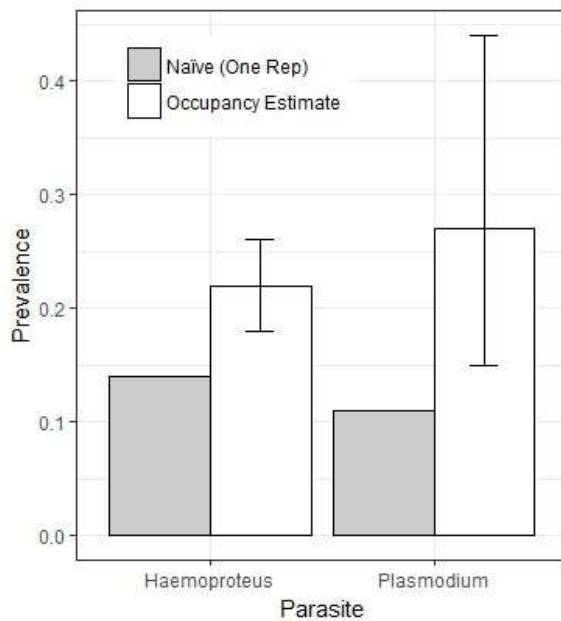 Naïve (One Rep)
Occupancy Estimate
0.4
0.3
0.2
0.1
0.0
Prevalence
Haemoproteus Plasmodium
Parasite